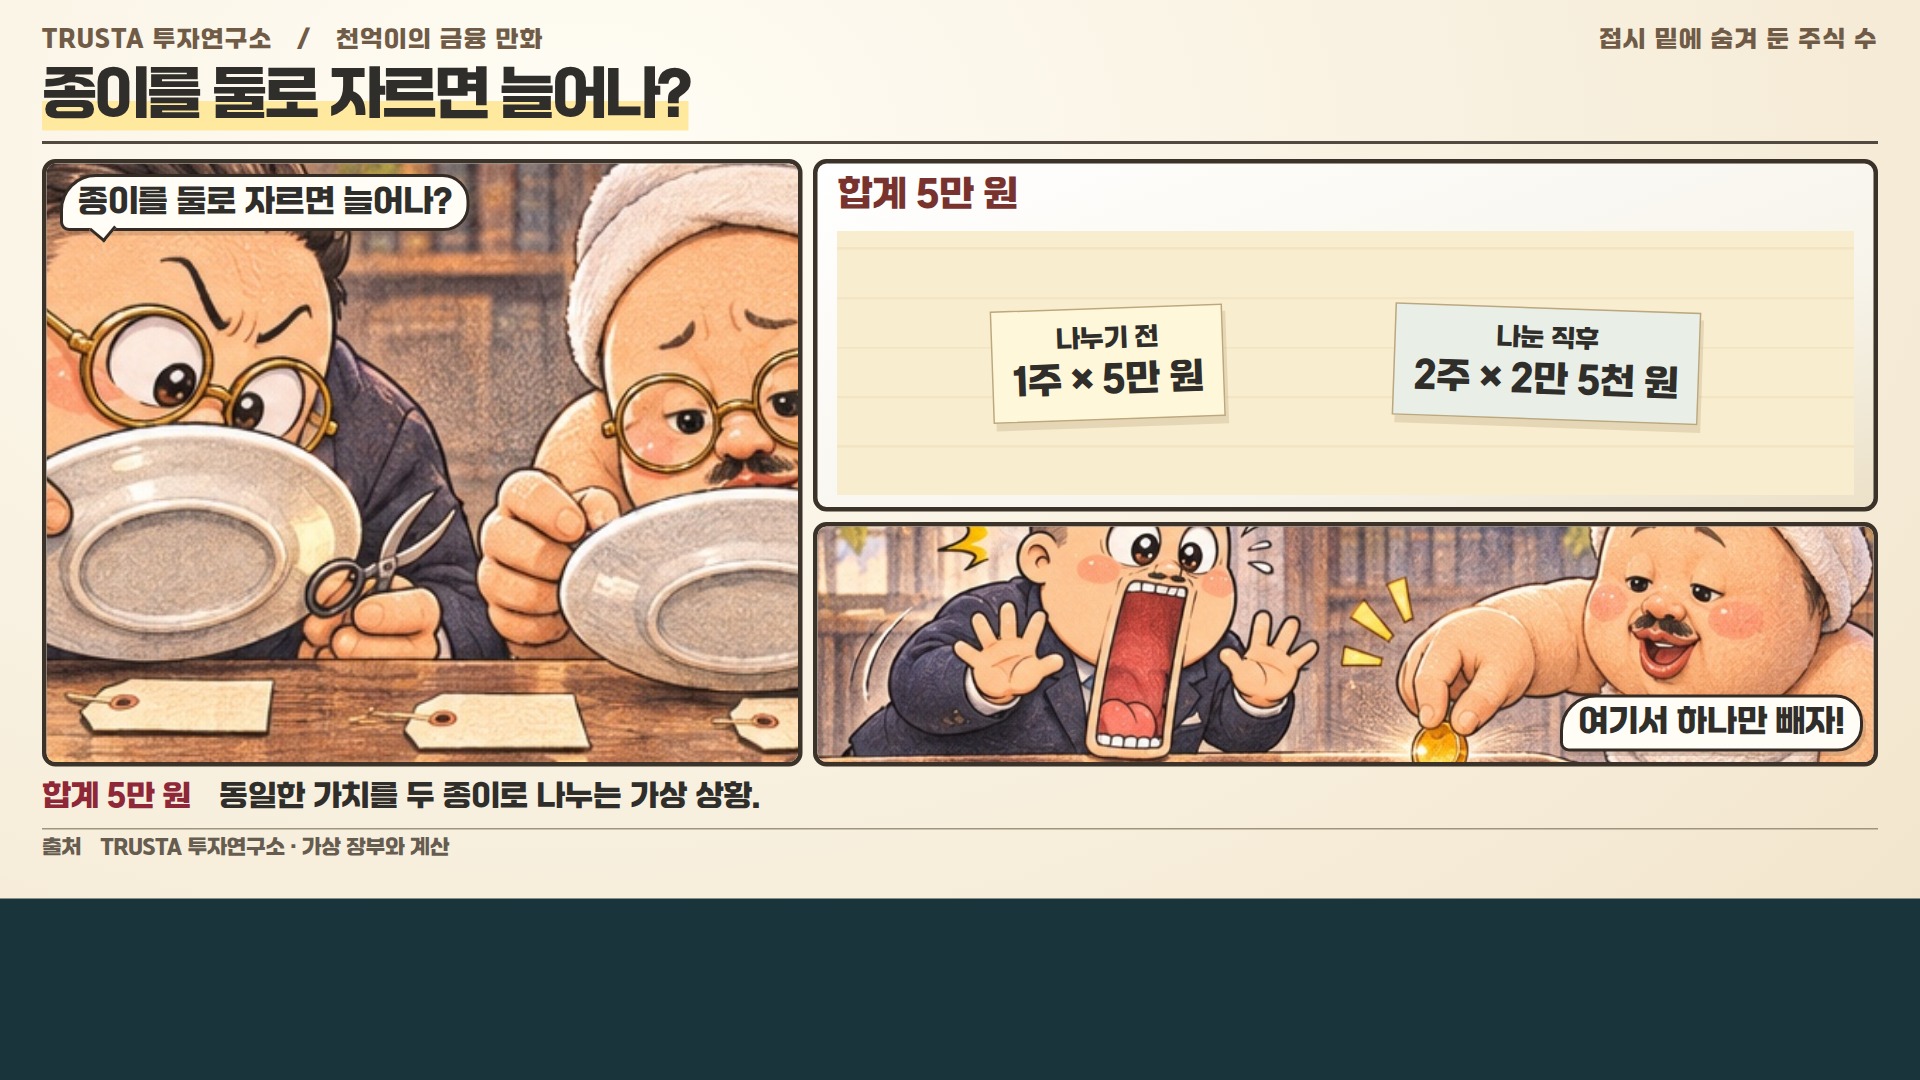 TRUSTA 투자연구소 / 천억이의 금융 만화
접시 밑에 숨겨 둔 주식 수
종이를 둘로 자르면 늘어나?
종이를 둘로 자르면 늘어나?
합계 5만 원
나누기 전
1주 × 5만 원
나눈 직후
2주 × 2만 5천 원
여기서 하나만 빼자!
합계 5만 원 동일한 가치를 두 종이로 나누는 가상 상황.
출처 TRUSTA 투자연구소 · 가상 장부와 계산